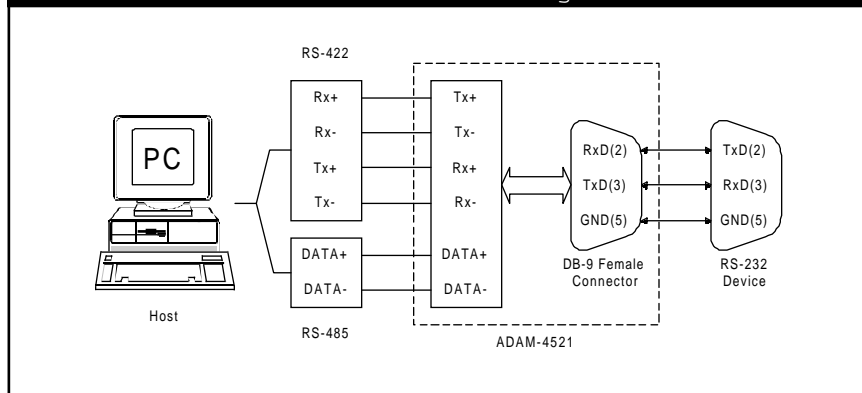 RS-422
Rx+
Rx-
Tx+
Tx-
PC
Host
DATA+
DATA-
RS-485
Tx+
Tx-
Rx+
Rx-
DATA+
DATA-
ADAM-4521
RxD(2)
TxD(3)
GND(5)
DB-9 Female
Connector
TxD(2)
RxD(3)
GND(5)
RS-232
Device